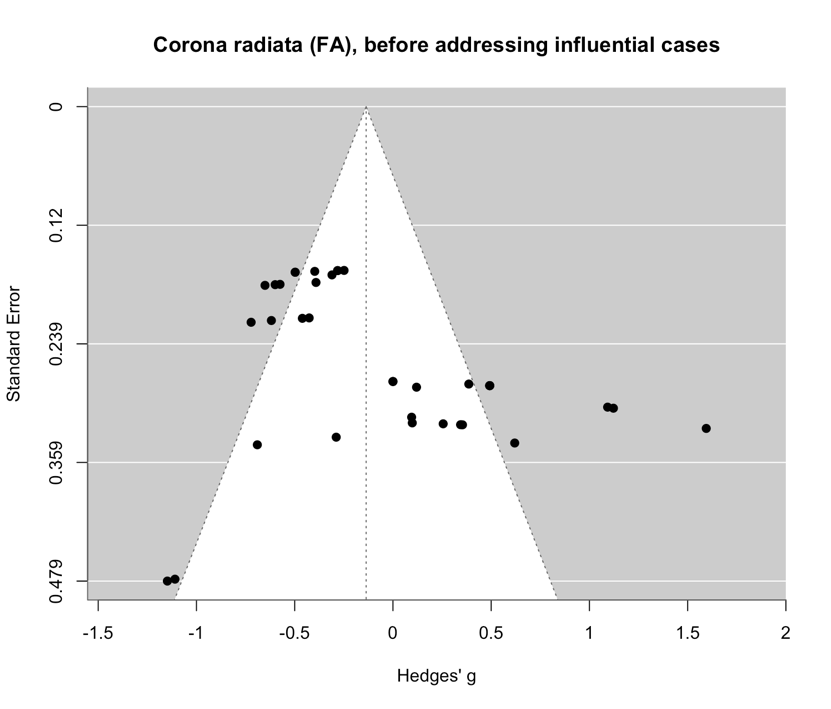 Corona radiata (FA), before addressing influential cases
Standard Error
0
0.12
0.239
0.359
0.479
-1.5 -1 -0.5 0 0.5 1 1.5 2
Hedges' g